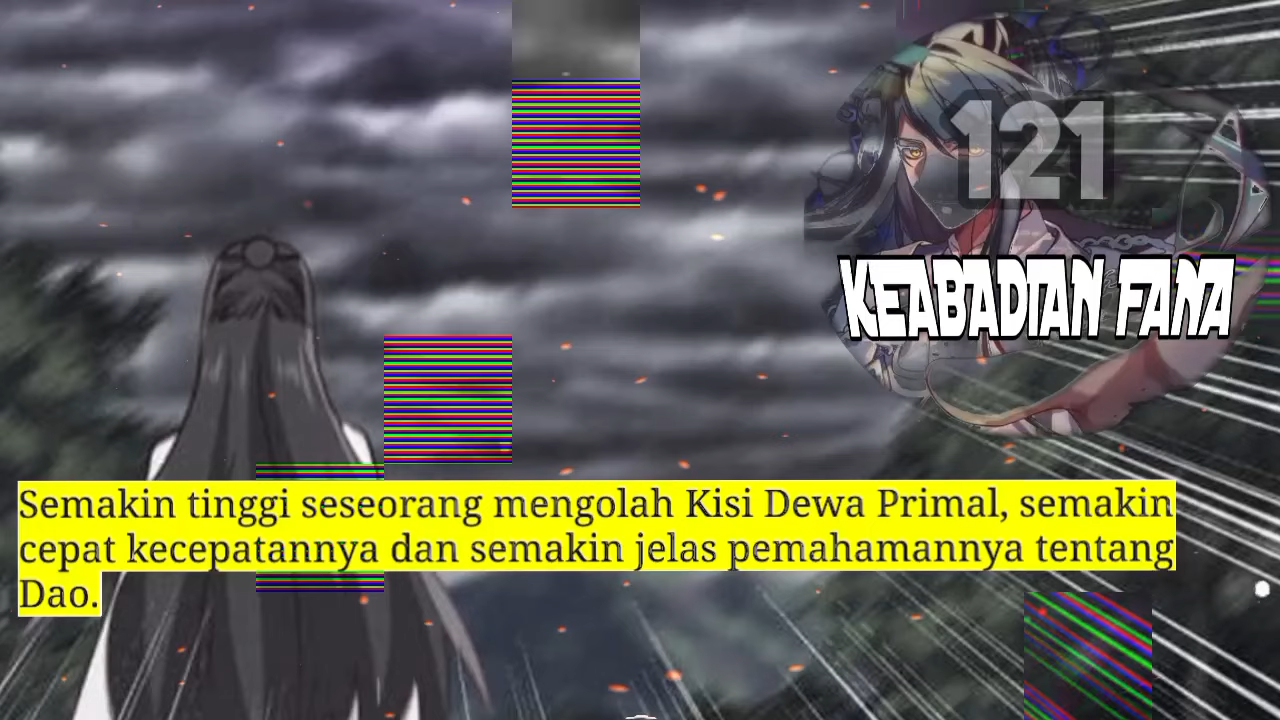 121
KEABADIAN FANA
Semakin tinggi seseorang mengolah Kisi Dewa Primal, semakin
cepat kecepatannya dan semakin jelas pemahamannya tentang
Dao.